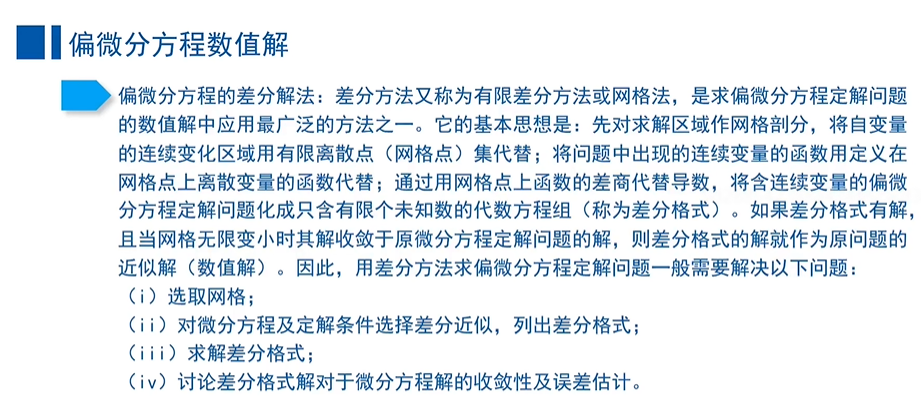 偏微分方程数值解
偏微分方程的差分解法：差分方法又称为有限差分方法或网格法，是求偏微分方程定解问题
的数值解中应用最广泛的方法之一。它的基本思想是：先对求解区域作网格剖分，将自变量
的连续变化区域用有限离散点（网格点）集代替；将问题中出现的连续变量的函数用定义在
网格点上离散变量的函数代替；通过用网格点上函数的差商代替导数，将含连续变量的偏微
分方程定解问题化成只含有限个未知数的代数方程组（称为差分格式）。如果差分格式有解，
且当网格无限变小时其解收敛于原微分方程定解问题的解，则差分格式的解就作为原问题的
近似解（数值解）。因此，用差分方法求偏微分方程定解问题一般需要解决以下问题：
（i）选取网格；
（ii）对微分方程及定解条件选择差分近似，列出差分格式；
（iii）求解差分格式；
（iv）讨论差分格式解对于微分方程解的收敛性及误差估计。